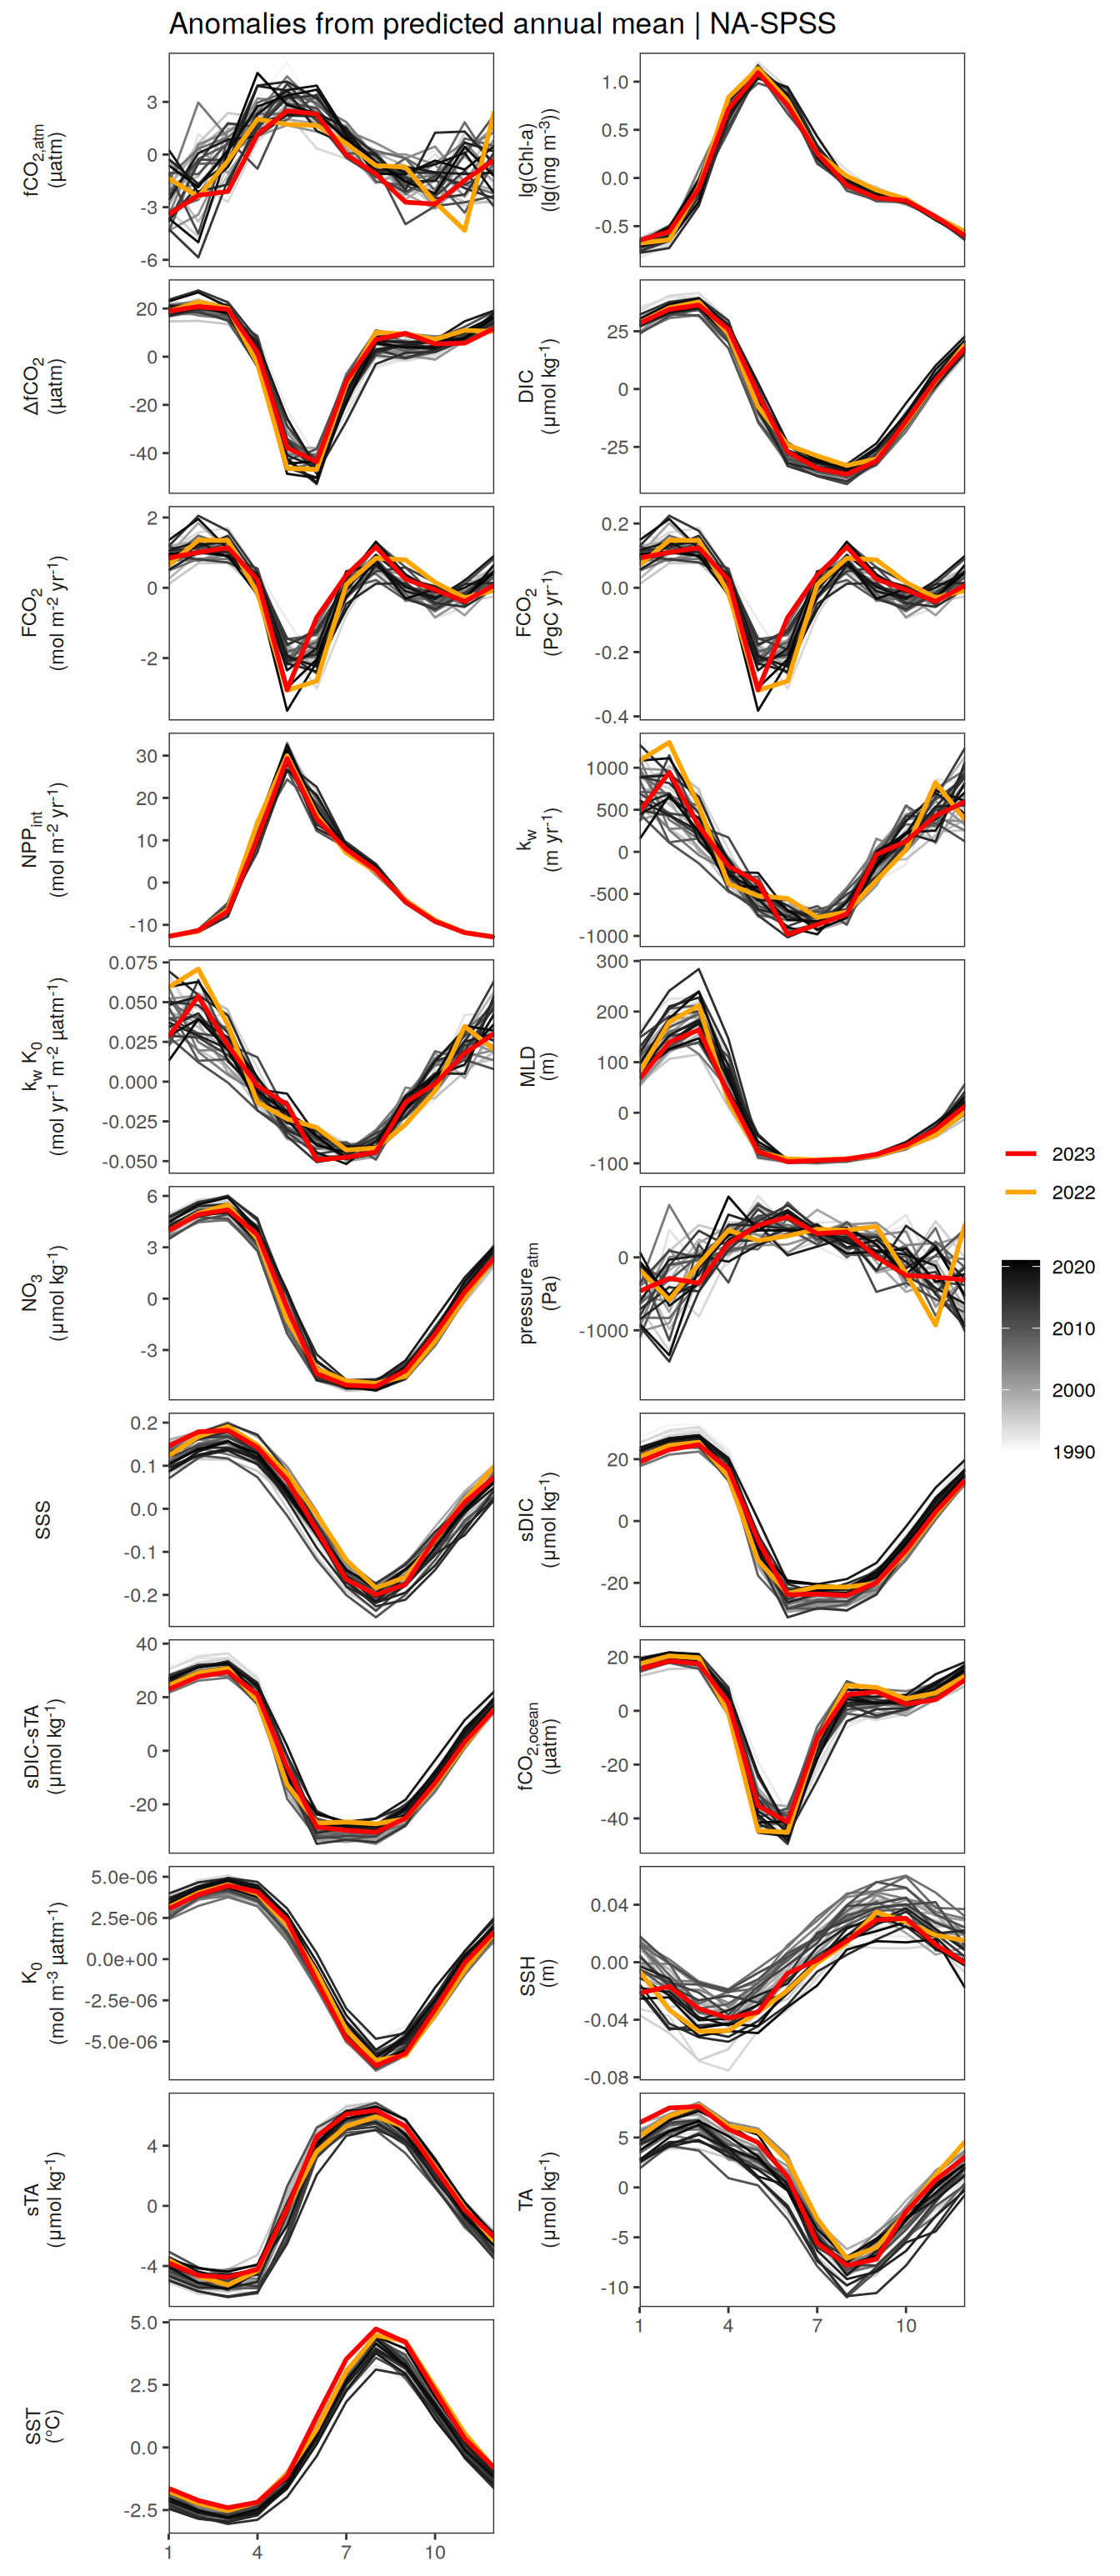 Anomalies from predicted annual mean | NA-SPSS
fCO2,atm
(µatm)
3
0
-3
-6
lg(Chl-a)
(lg(mg m-3))
1.0
0.5
0.0
-0.5
ΔfCO2
(µatm)
20
0
-20
-40
DIC
(µmol kg-1)
25
0
-25
FCO2
(mol m-2 yr-1)
2
0
-2
FCO2
(PgC yr-1)
0.2
0.0
-0.2
-0.4
NPPint
(mol m-2 yr-1)
30
20
10
0
-10
kw
(m yr-1)
1000
500
0
-500
-1000
kw K0
(mol yr-1 m-2 µatm-1)
0.075
0.050
0.025
0.000
-0.025
-0.050
MLD
(m)
300
200
100
0
-100
NO3
(µmol kg-1)
6
3
0
-3
pressureatm
(Pa)
0
-1000
SSS
0.2
0.1
0.0
-0.1
-0.2
sDIC
(µmol kg-1)
20
0
-20
sDIC-sTA
(µmol kg-1)
40
20
0
-20
fCO2,ocean
(µatm)
20
0
-20
-40
K0
(mol m-3 µatm-1)
5.0e-06
2.5e-06
0.0e+00
-2.5e-06
-5.0e-06
SSH
(m)
0.04
0.00
-0.04
-0.08
sTA
(µmol kg-1)
4
0
-4
TA
(µmol kg-1)
5
0
-5
-10
1 4 7 10
SST
(°C)
5.0
2.5
0.0
-2.5
1 4 7 10
2023
2022
2020
2010
2000
1990